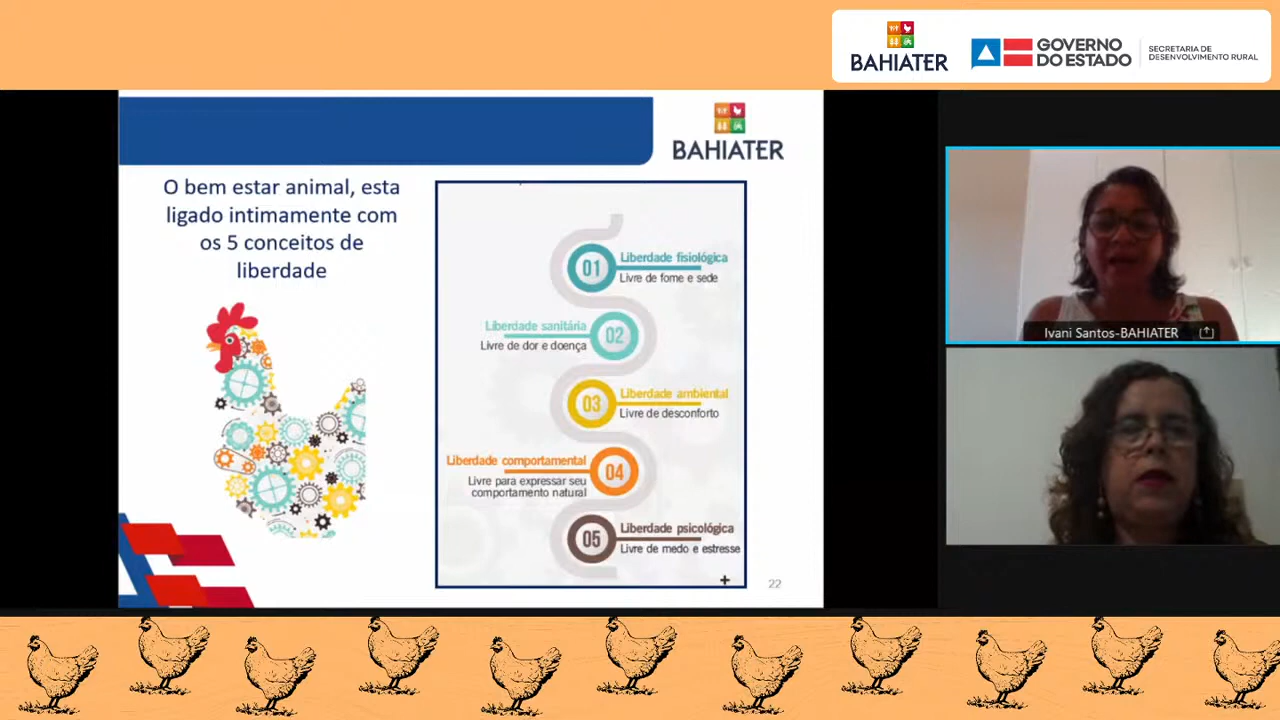 BAHIATER
GOVERNO
DO ESTADO
SECRETARIA DE
DESENVOLVIMENTO RURAL
BAHIATER
O bem estar animal, esta
ligado intimamente com
os 5 conceitos de
liberdade
01
Liberdade fisiológica
Livre de fome e sede
Liberdade sanitária
Livre de dor e doença
02
03
Liberdade ambiental
Livre de desconforto
Liberdade comportamental
Livre para expressar seu
comportamento natural
04
05
Liberdade psicológica
Livre de medo e estresse
22
Ivani Santos-BAHIATER